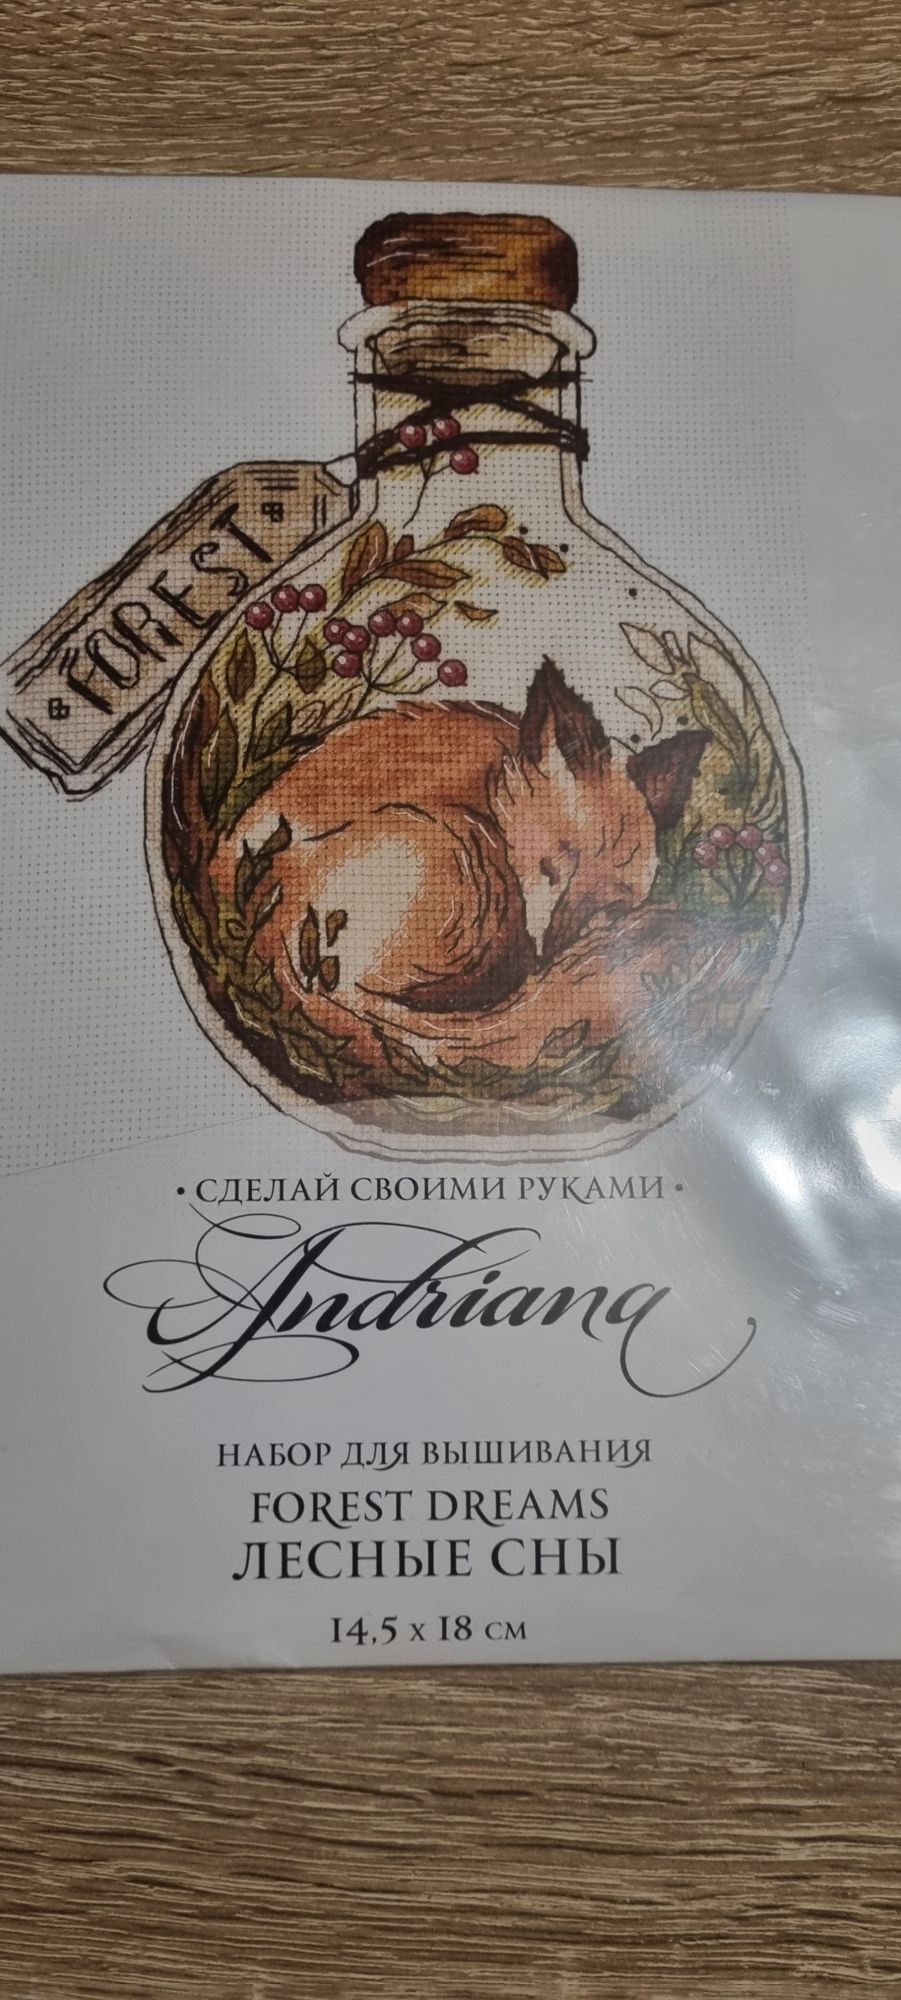 FOREST
• СДЕЛАЙ СВОИМИ РУКАМИ •
Andriana
НАБОР ДЛЯ ВЫШИВАНИЯ
FOREST DREAMS
ЛЕСНЫЕ СНЫ
14,5 x 18 см